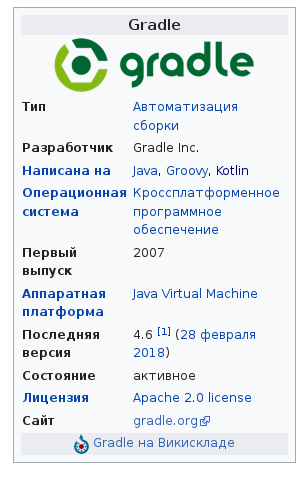 Gradle
gradle
Тип Автоматизация
сборки
Разработчик Gradle Inc.
Написана на Java, Groovy, Kotlin
Операционная Кроссплатформенное
система программное
обеспечение
Первый 2007
выпуск
Аппаратная Java Virtual Machine
платформа
Последняя 4.6 [1] (28 февраля
версия 2018)
Состояние активное
Лицензия Apache 2.0 license
Сайт gradle.org
Gradle на Викискладе